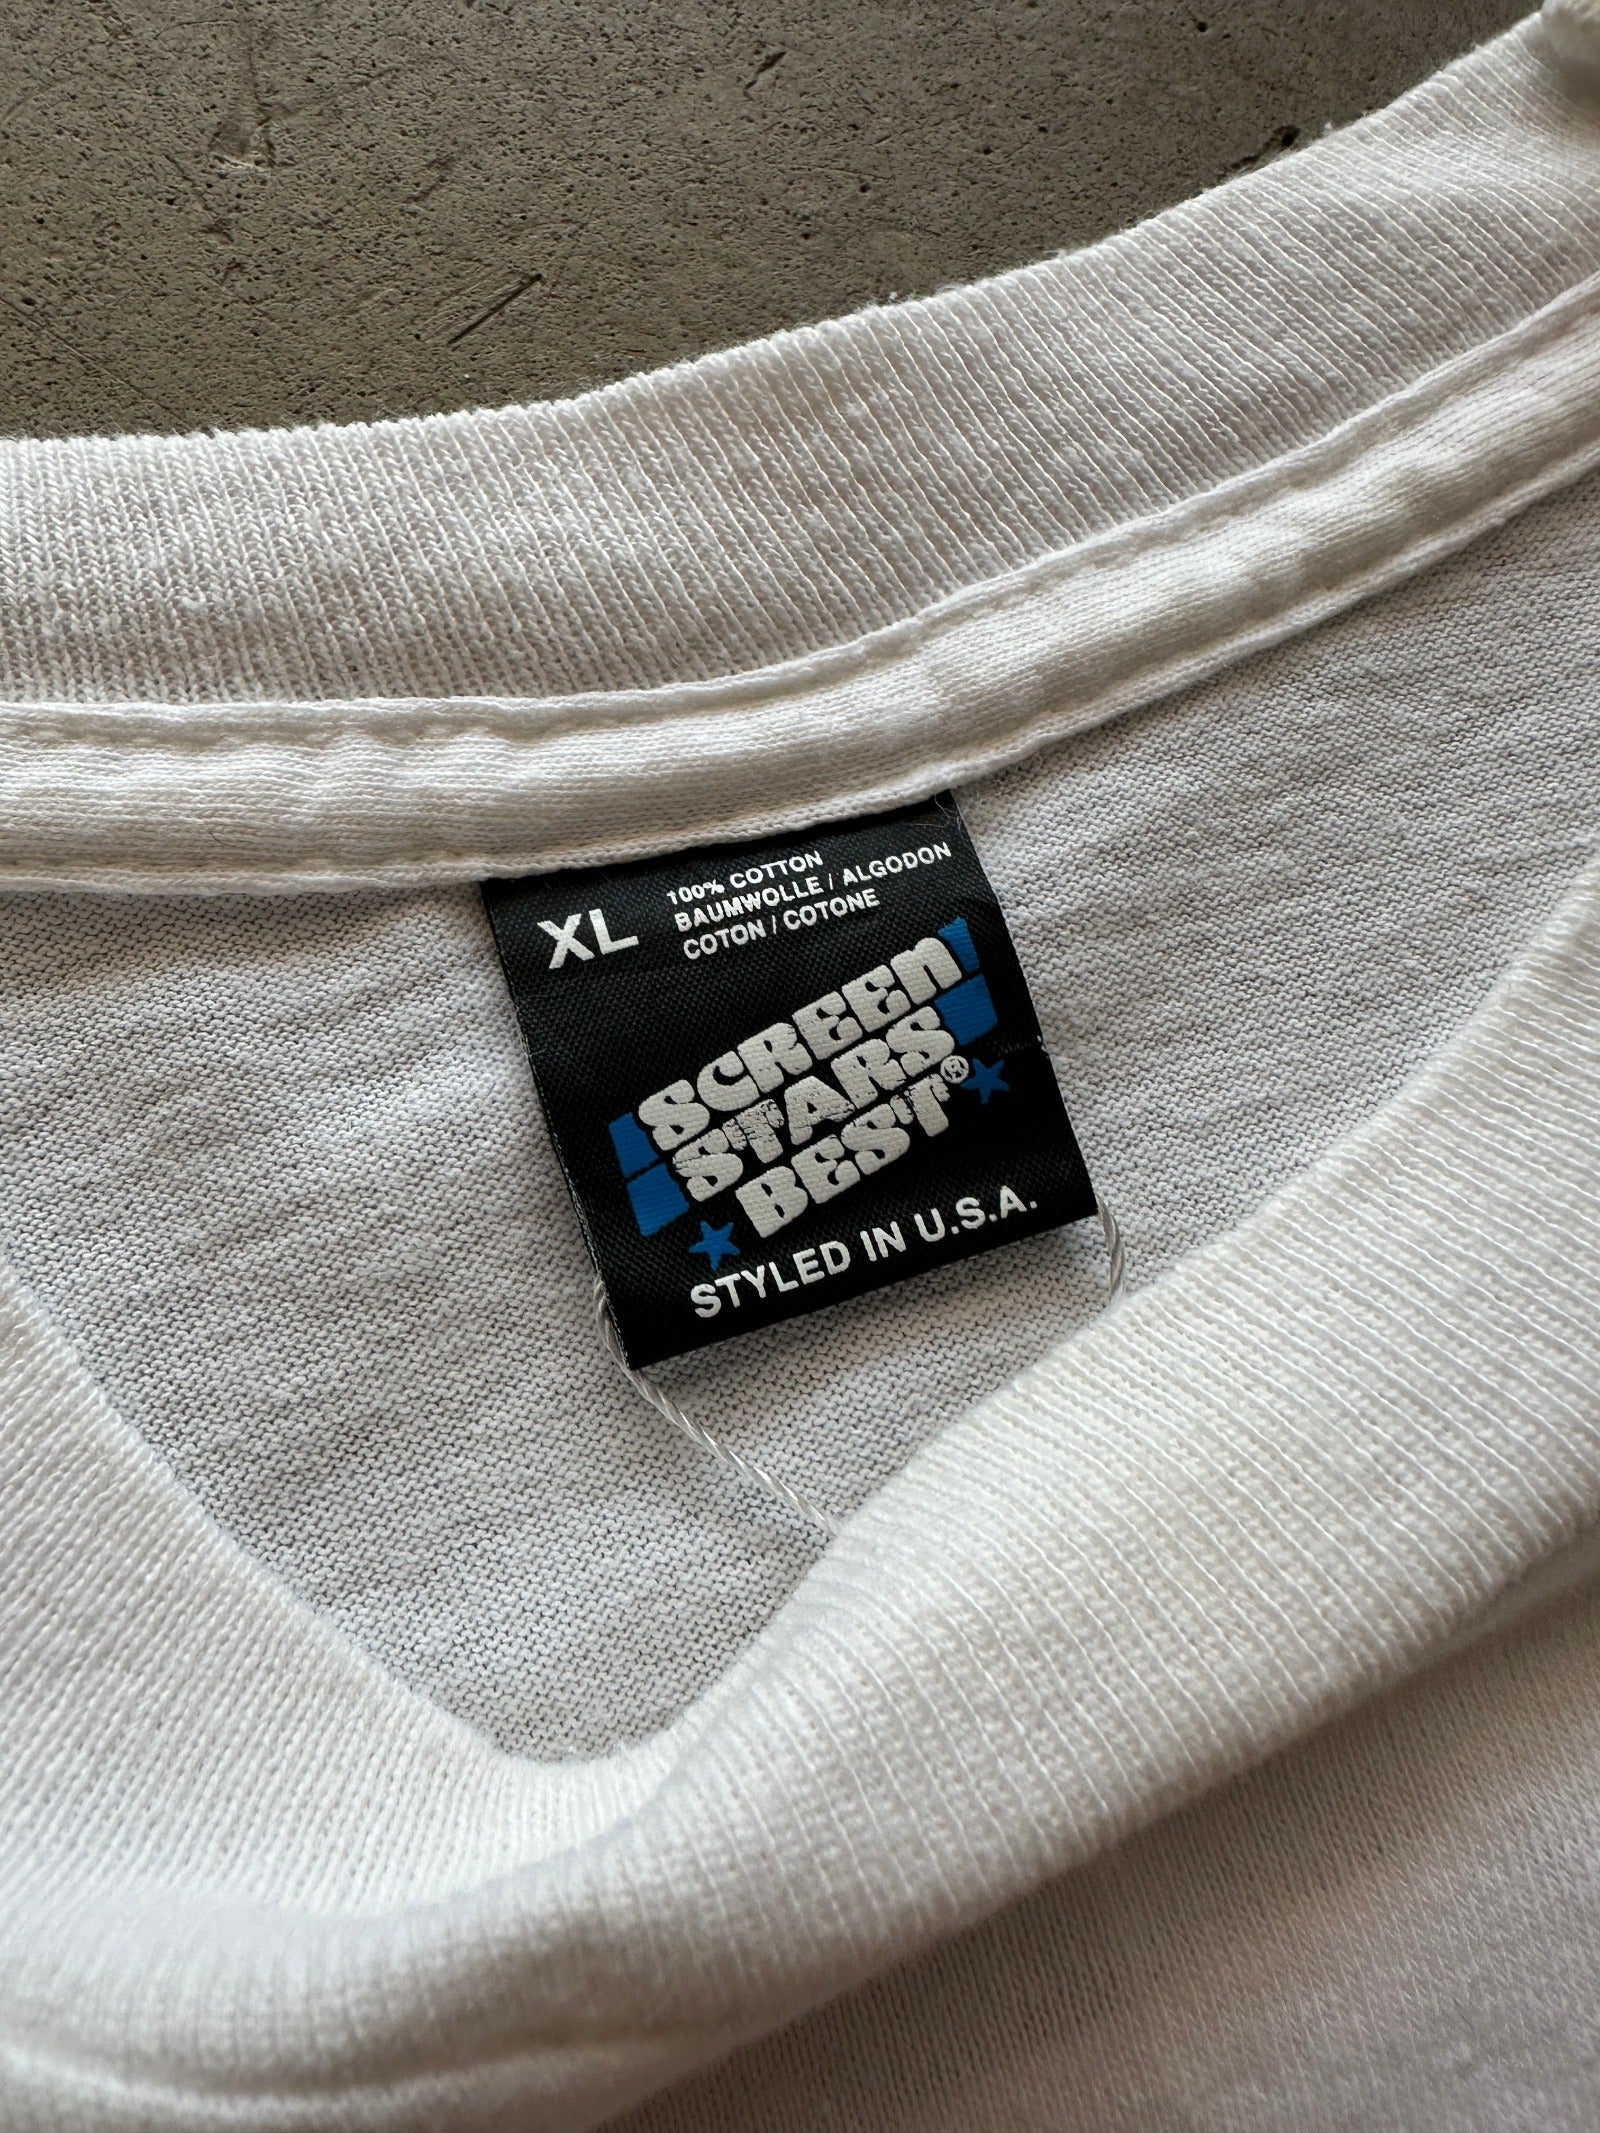 XL
100% COTTON
BAUMWOLLE / ALGODON
COTON / COTONE
SCREEN
STARS
BEST®
STYLED IN U.S.A.